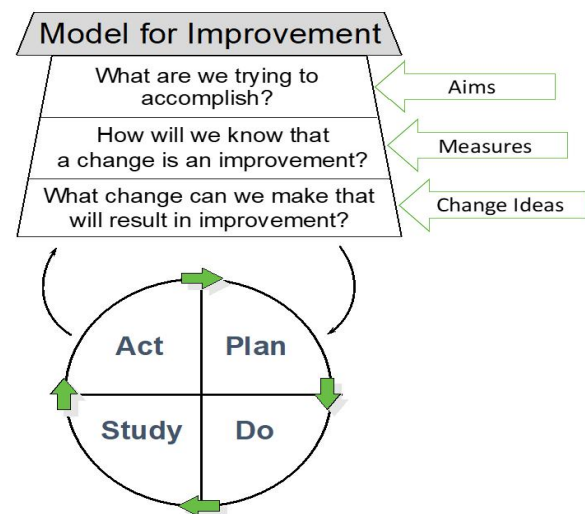 Model for Improvement
What are we trying to
accomplish?
Aims
How will we know that
a change is an improvement?
Measures
What change can we make that
will result in improvement?
Change Ideas
Act
Plan
Study
Do